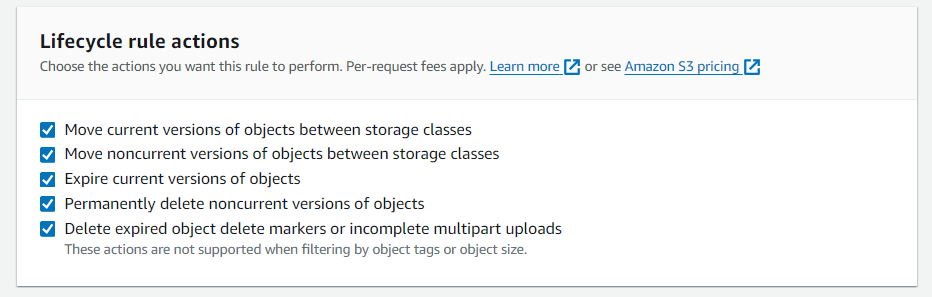 Lifecycle rule actions
Choose the actions you want this rule to perform. Per-request fees apply. Learn more or see Amazon S3 pricing
Move current versions of objects between storage classes
Move noncurrent versions of objects between storage classes
Expire current versions of objects
Permanently delete noncurrent versions of objects
Delete expired object delete markers or incomplete multipart uploads
These actions are not supported when filtering by object tags or object size.